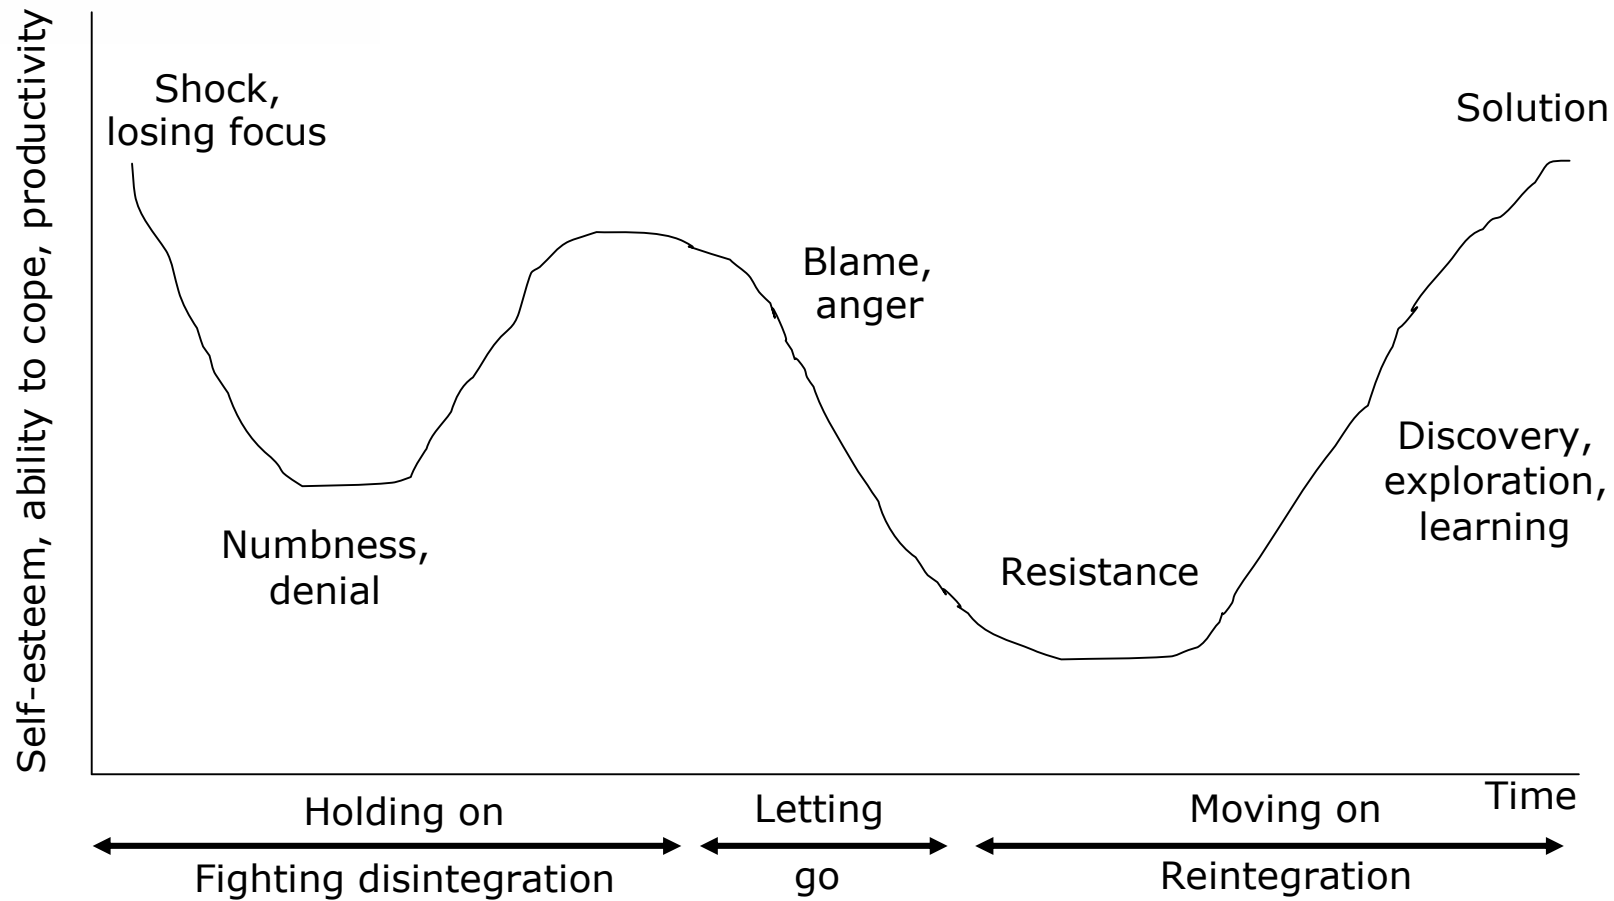 Self-esteem, ability to cope, productivity
Shock,
losing focus
Solution
Blame,
anger
Discovery,
exploration,
learning
Numbness,
denial
Resistance
Time
Holding on
Fighting disintegration
Letting
go
Moving on
Reintegration